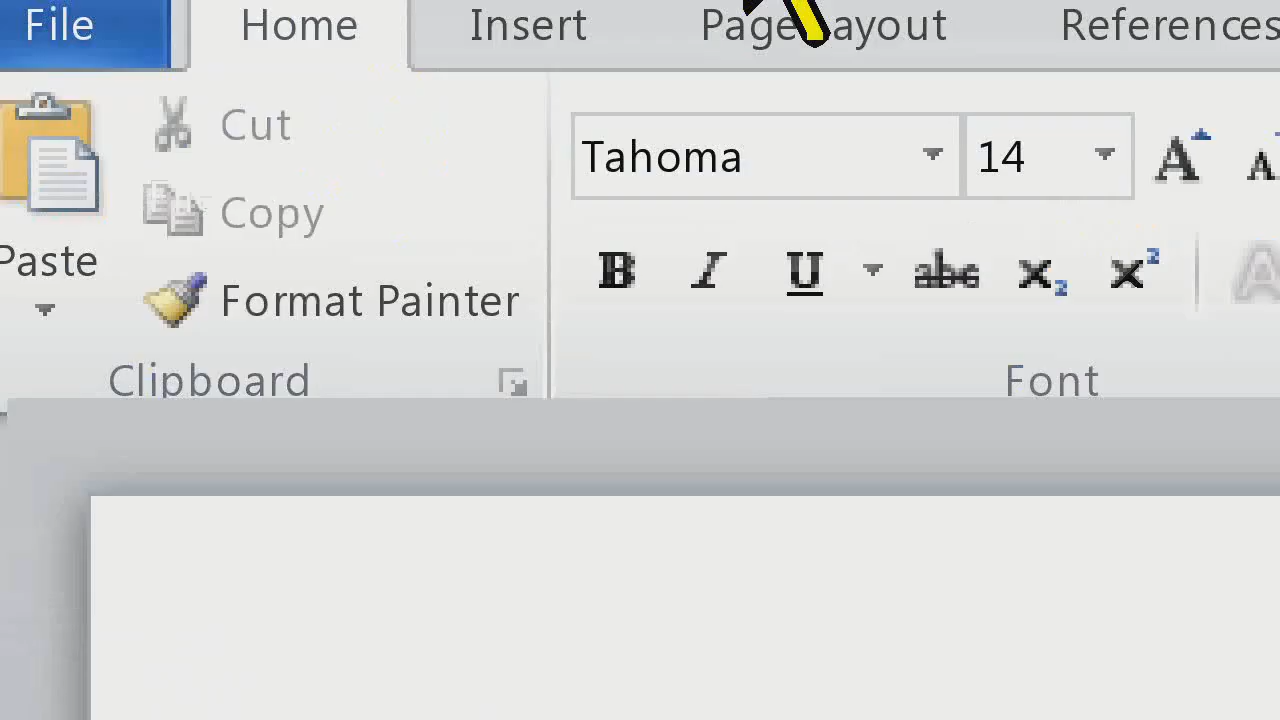 File Home Insert Page Layout References
Cut
Tahoma 14
Copy
Paste
Format Painter
Clipboard Font